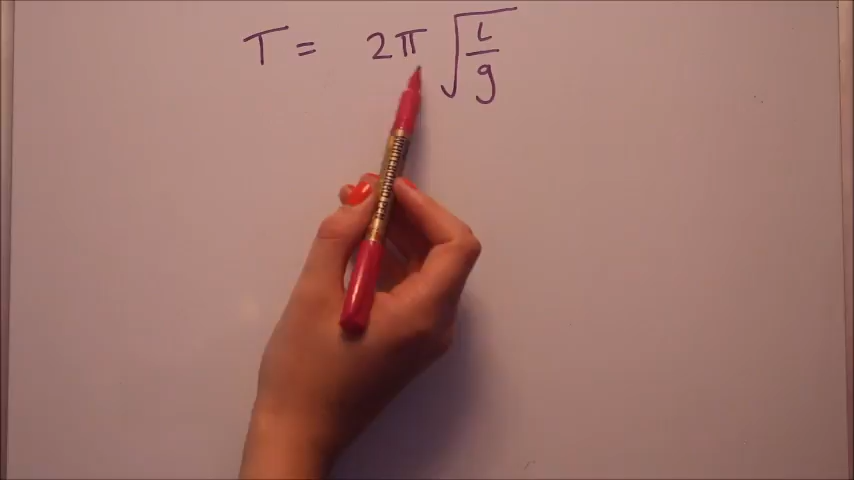 T = 2π √(L/g)